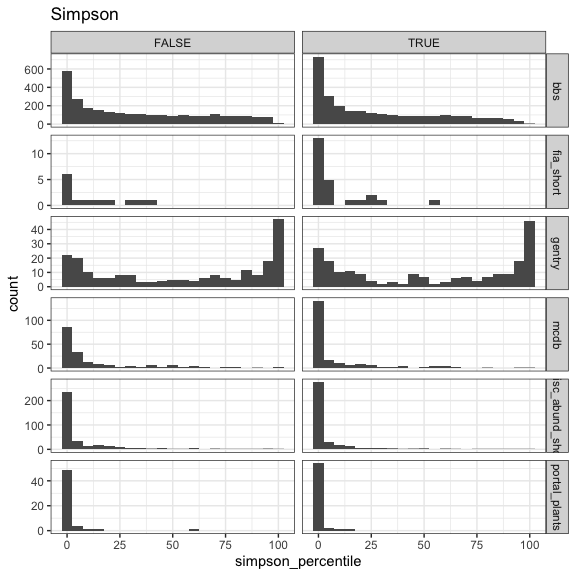 Simpson
FALSE TRUE
600
400
200
0
bbs
10
5
0
fia_short
40
30
20
10
0
gentry
100
50
0
mcdb
200
100
0
isc_abund_sho
40
20
0
portal_plants
count
0 25 50 75 100 0 25 50 75 100
simpson_percentile